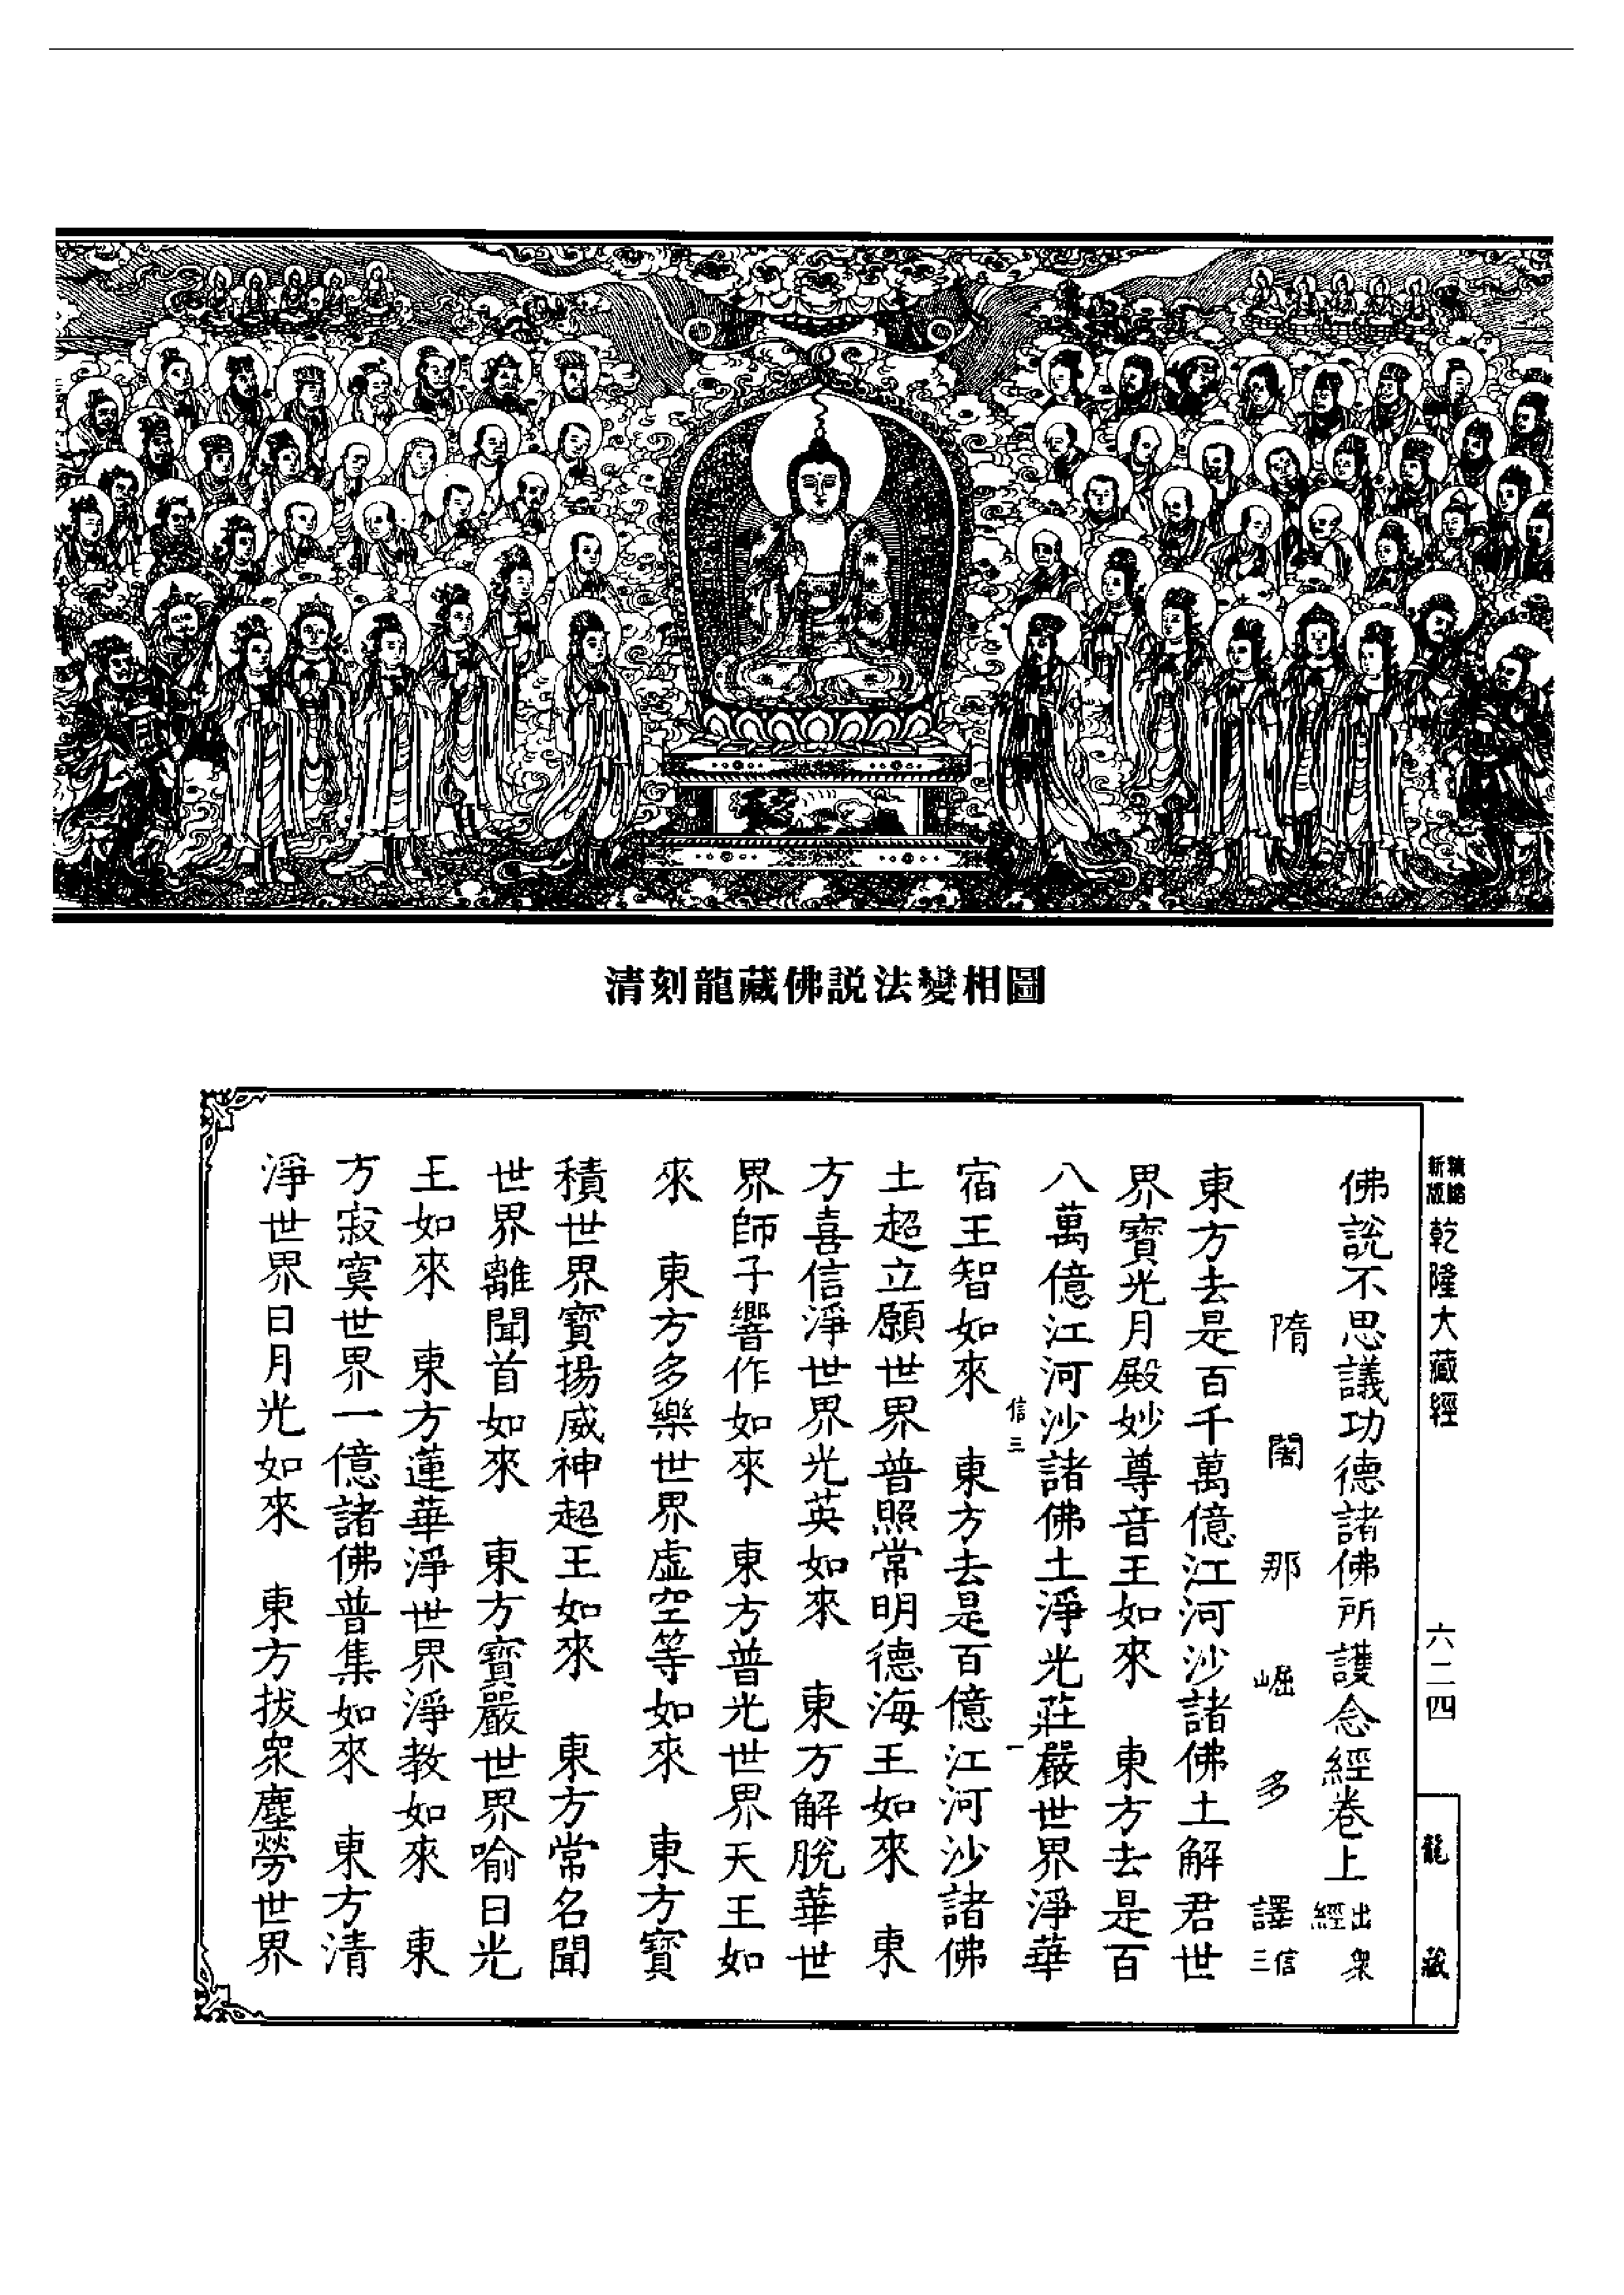 清刻龍藏佛説法變相圖
新版
乾隆大藏經
六二四
龍藏
佛說不思議功德諸佛所護念經卷上 出衆經
隋闍那崛多譯 信三
東方去是百千萬億江河沙諸佛土解君世
界寶光月殿妙尊音王如來　東方去是百
八萬億江河沙諸佛土淨光莊嚴世界淨華
信三　一
宿王智如來　東方去是百億江河沙諸佛
土超立願世界普照常明德海王如來　東
方喜信淨世界光英如來　東方解脫華世
界師子響作如來　東方普光世界天王如
來　東方多樂世界虛空等如來　東方寶
積世界寶揚威神超王如來　東方常名聞
世界離聞首如來　東方寶嚴世界喻日光
王如來　東方蓮華淨世界淨教如來　東
方寂寞世界一億諸佛普集如來　東方清
淨世界日月光如來　東方拔衆塵勞世界